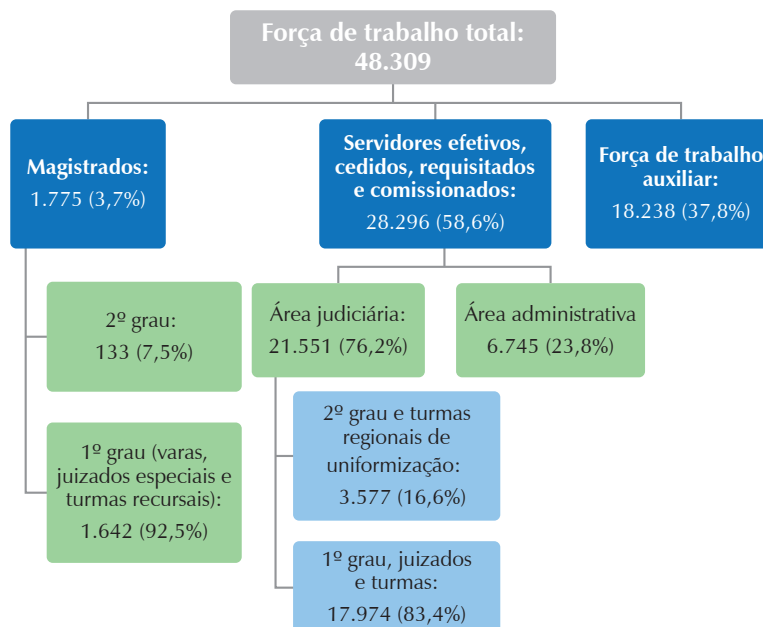 Força de trabalho total:
48.309
Magistrados:
1.775 (3,7%)
Servidores efetivos,
cedidos, requisitados
e comissionados:
28.296 (58,6%)
Força de trabalho
auxiliar:
18.238 (37,8%)
2º grau:
133 (7,5%)
1º grau (varas,
juizados especiais e
turmas recursais):
1.642 (92,5%)
Área judiciária:
21.551 (76,2%)
Área administrativa
6.745 (23,8%)
2º grau e turmas
regionais de
uniformização:
3.577 (16,6%)
1º grau, juizados
e turmas:
17.974 (83,4%)